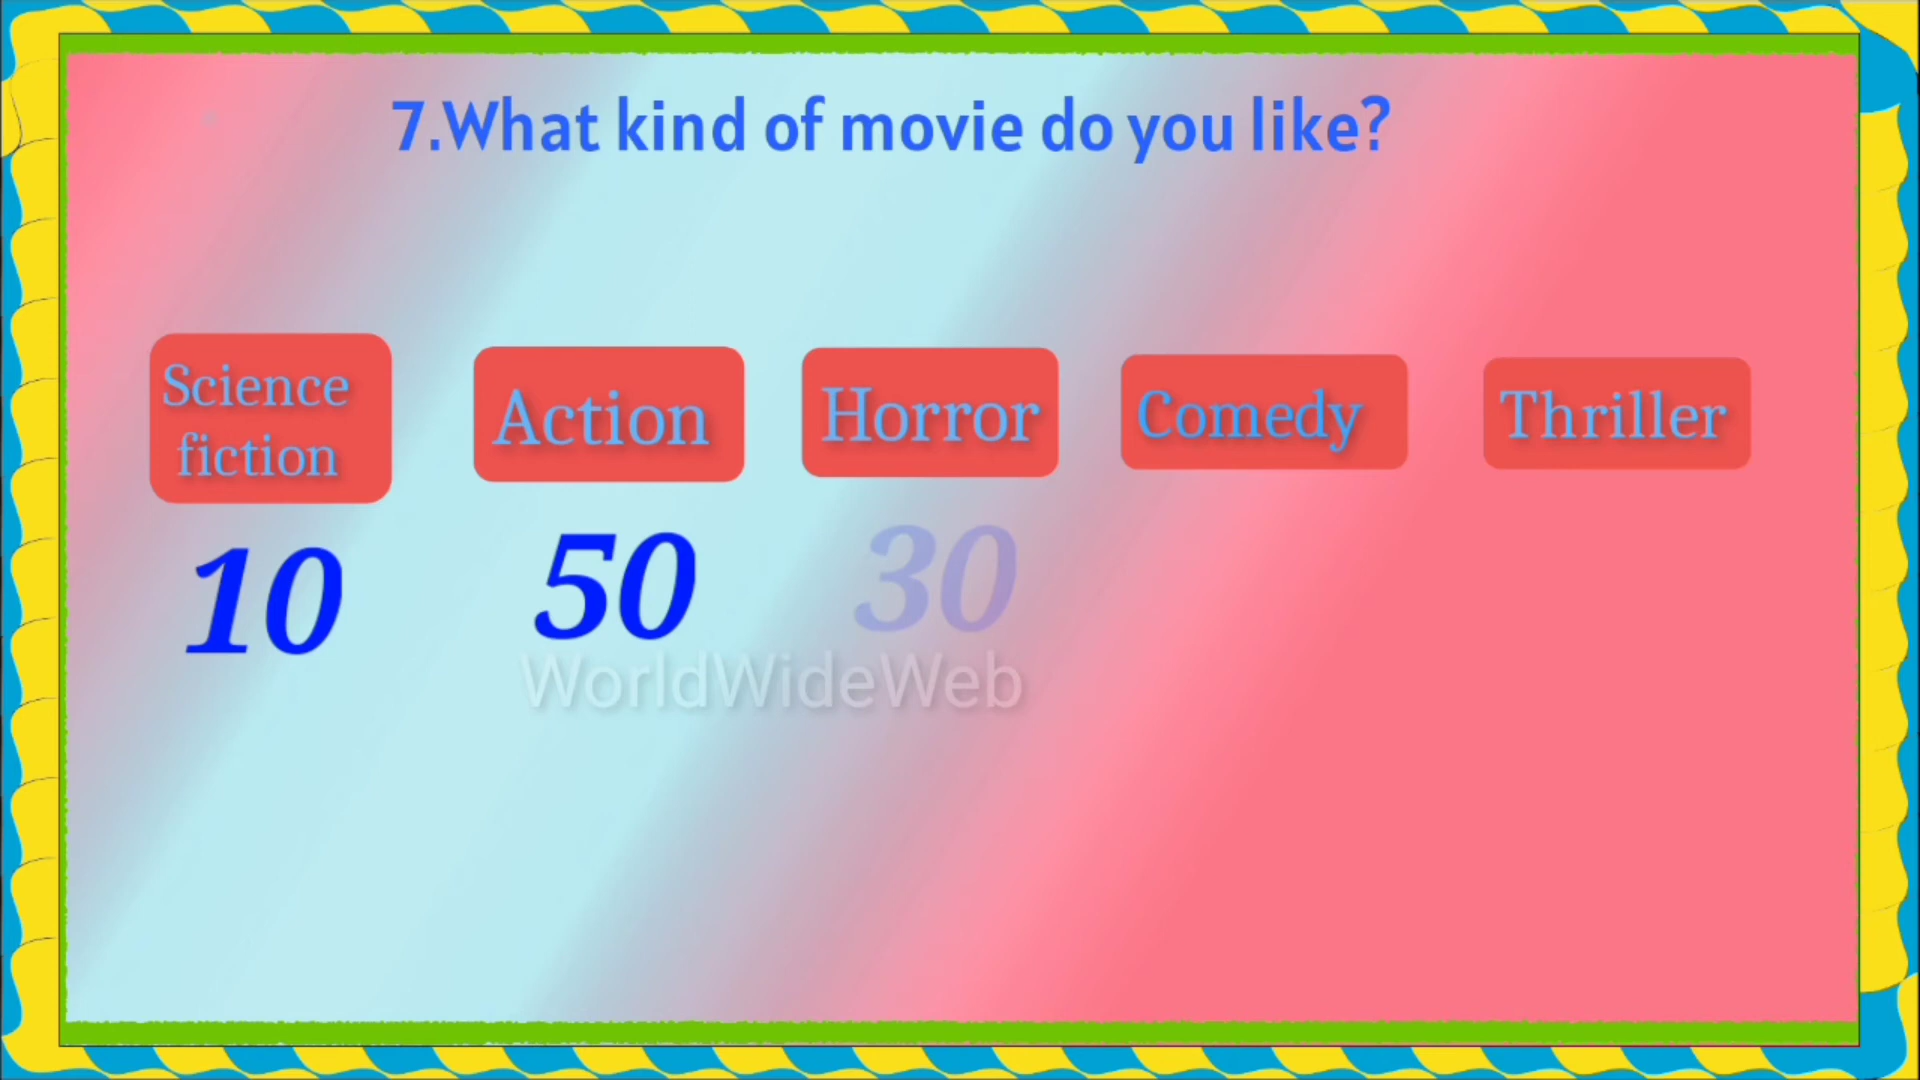 7.What kind of movie do you like?
Science
fiction
Action
Horror
Comedy
Thriller
10
50
30
WorldWideWeb